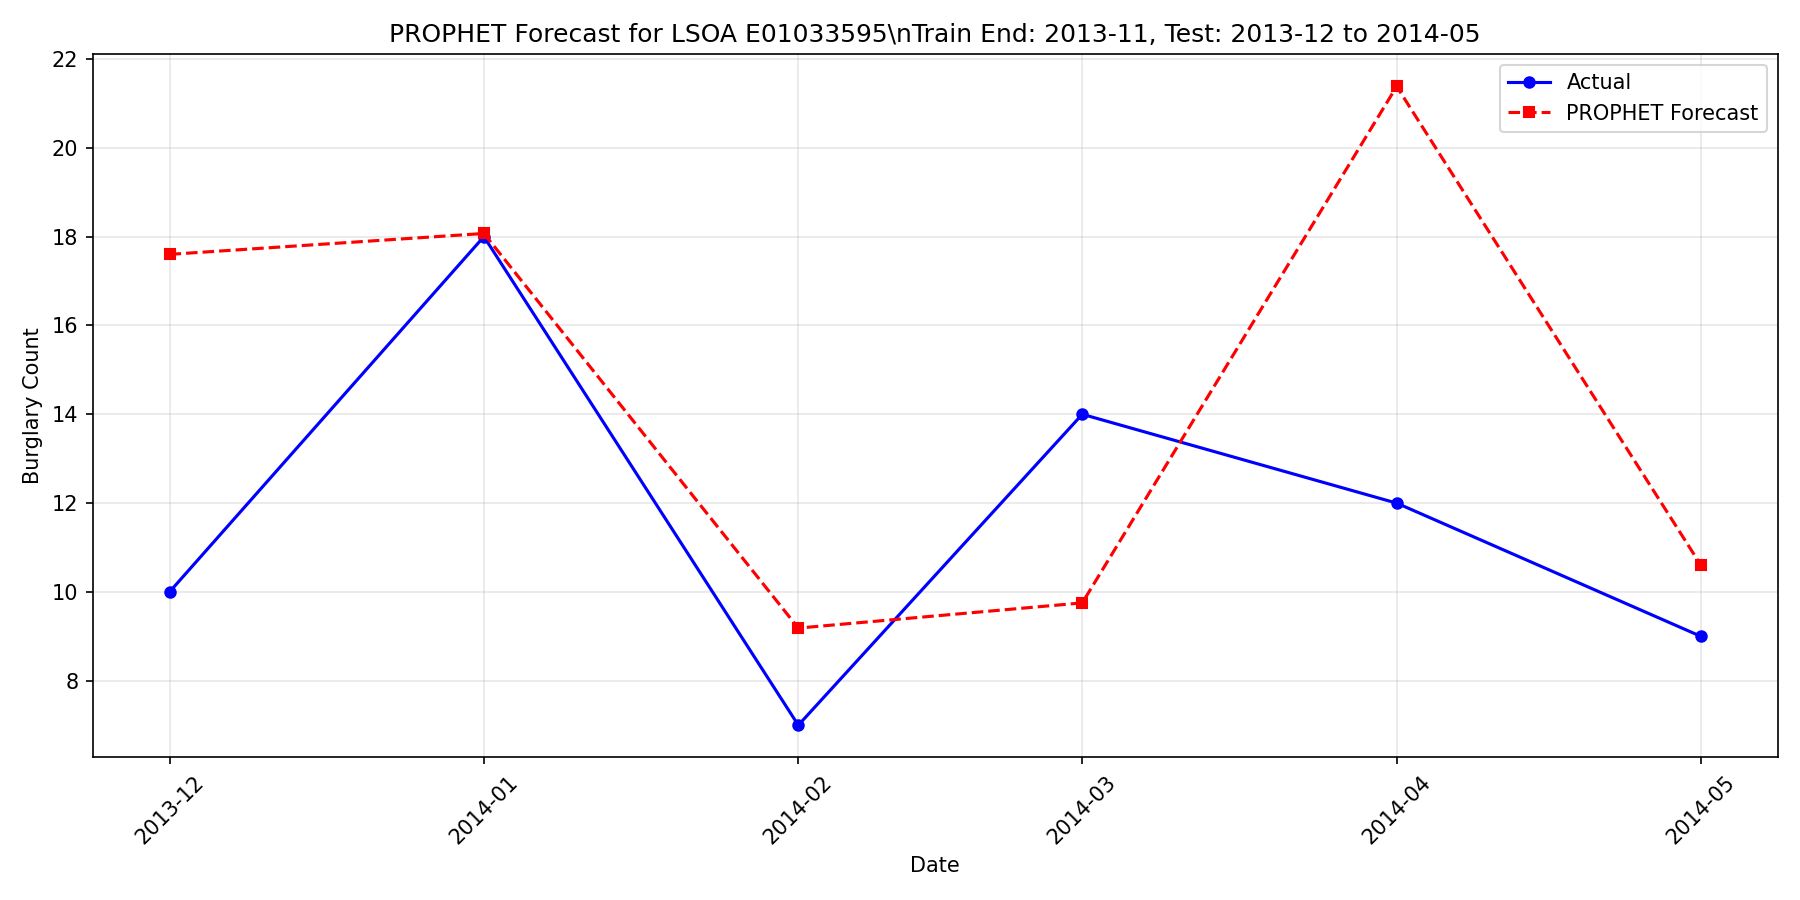 PROPHET Forecast for LSOA E01033595\nTrain End: 2013-11, Test: 2013-12 to 2014-05
Actual
PROPHET Forecast
Burglary Count
22
20
18
16
14
12
10
8
2013-12
2014-01
2014-02
2014-03
2014-04
2014-05
Date